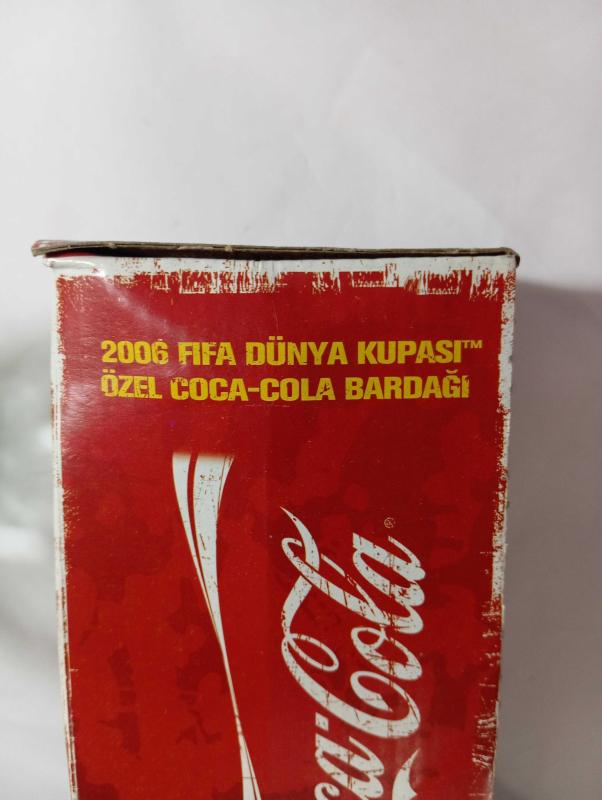 2006 FIFA DÜNYA KUPASI™
ÖZEL COCA-COLA BARDAĞI
Coca-Cola®